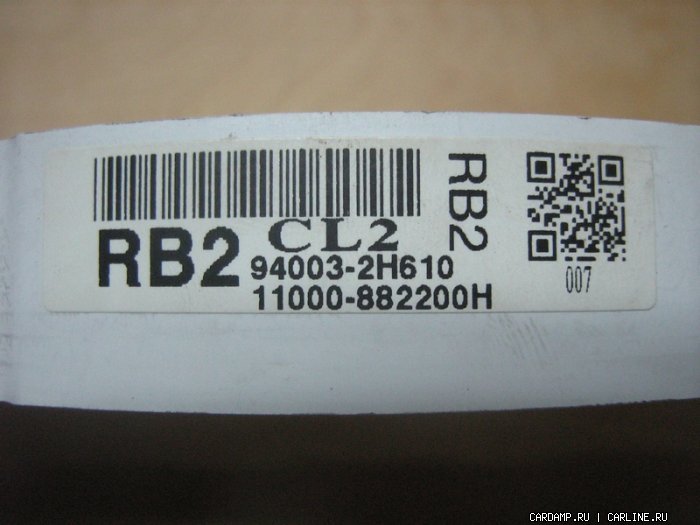 RB2
CL2
94003-2H610
11000-882200H
RB2
007
CARDAMP.RU | CARLINE.RU